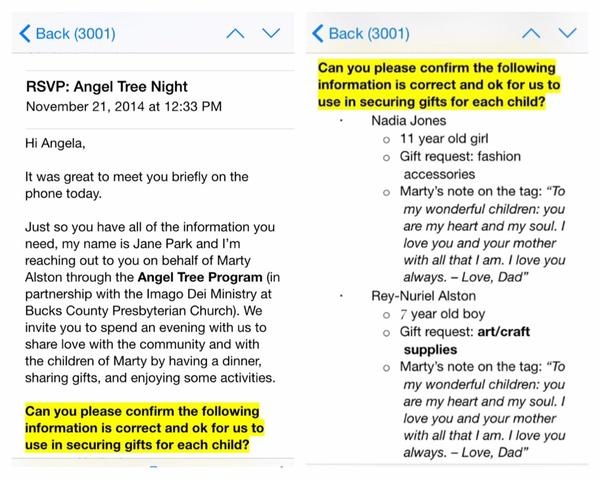 Back (3001)
RSVP: Angel Tree Night
November 21, 2014 at 12:33 PM
Hi Angela,
It was great to meet you briefly on the
phone today.
Just so you have all of the information you
need, my name is Jane Park and I'm
reaching out to you on behalf of Marty
Alston through the Angel Tree Program (in
partnership with the Imago Dei Ministry at
Bucks County Presbyterian Church). We
invite you to spend an evening with us to
share love with the community and with
the children of Marty by having a dinner,
sharing gifts, and enjoying some activities.
Can you please confirm the following
information is correct and ok for us to
use in securing gifts for each child?
Back (3001)
Can you please confirm the following
information is correct and ok for us to
use in securing gifts for each child?
· Nadia Jones
o 11 year old girl
o Gift request: fashion
accessories
o Marty's note on the tag: "To
my wonderful children: you
are my heart and my soul. I
love you and your mother
with all that I am. I love you
always. – Love, Dad"
· Rey-Nuriel Alston
o 7 year old boy
o Gift request: art/craft
supplies
o Marty's note on the tag: "To
my wonderful children: you
are my heart and my soul. I
love you and your mother
with all that I am. I love you
always. – Love, Dad"